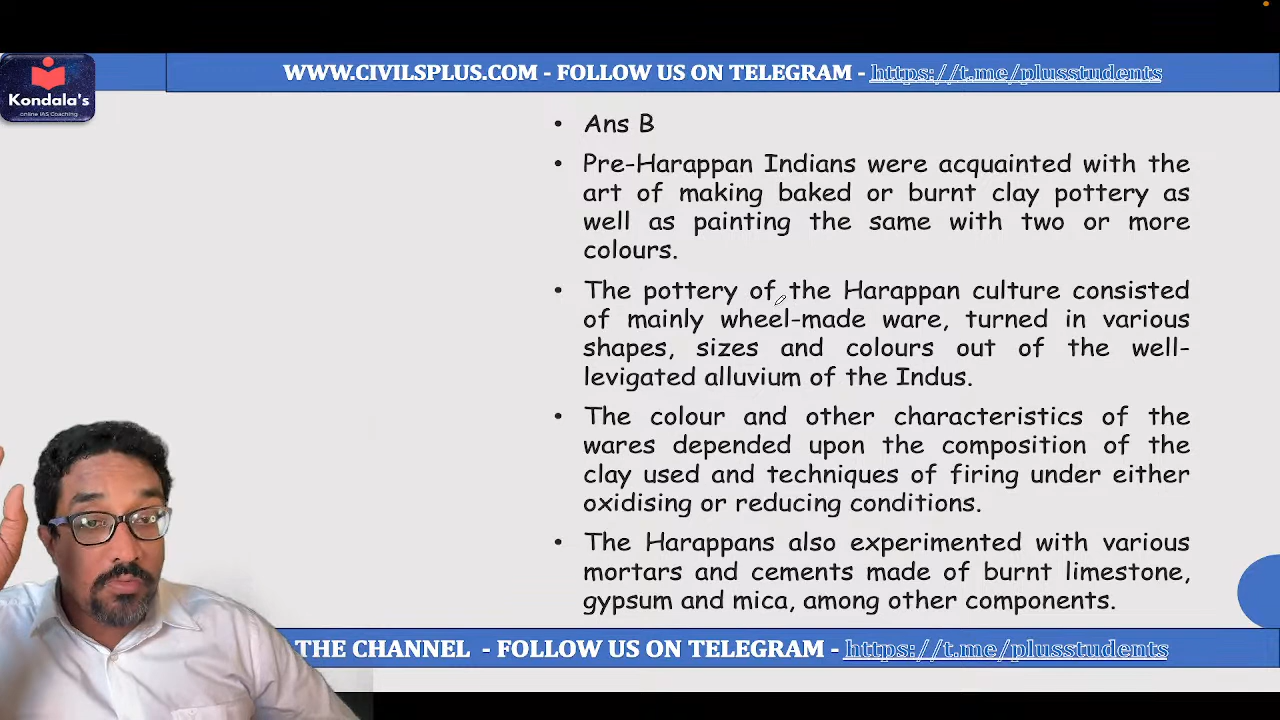 WWW.CIVILSPLUS.COM - FOLLOW US ON TELEGRAM - https://t.me/plusstudents
Kondala's
online IAS Coaching
• Ans B
• Pre-Harappan Indians were acquainted with the
art of making baked or burnt clay pottery as
well as painting the same with two or more
colours.
• The pottery of the Harappan culture consisted
of mainly wheel-made ware, turned in various
shapes, sizes and colours out of the well-
levigated alluvium of the Indus.
• The colour and other characteristics of the
wares depended upon the composition of the
clay used and techniques of firing under either
oxidising or reducing conditions.
• The Harappans also experimented with various
mortars and cements made of burnt limestone,
gypsum and mica, among other components.
THE CHANNEL - FOLLOW US ON TELEGRAM - https://t.me/plusstudents